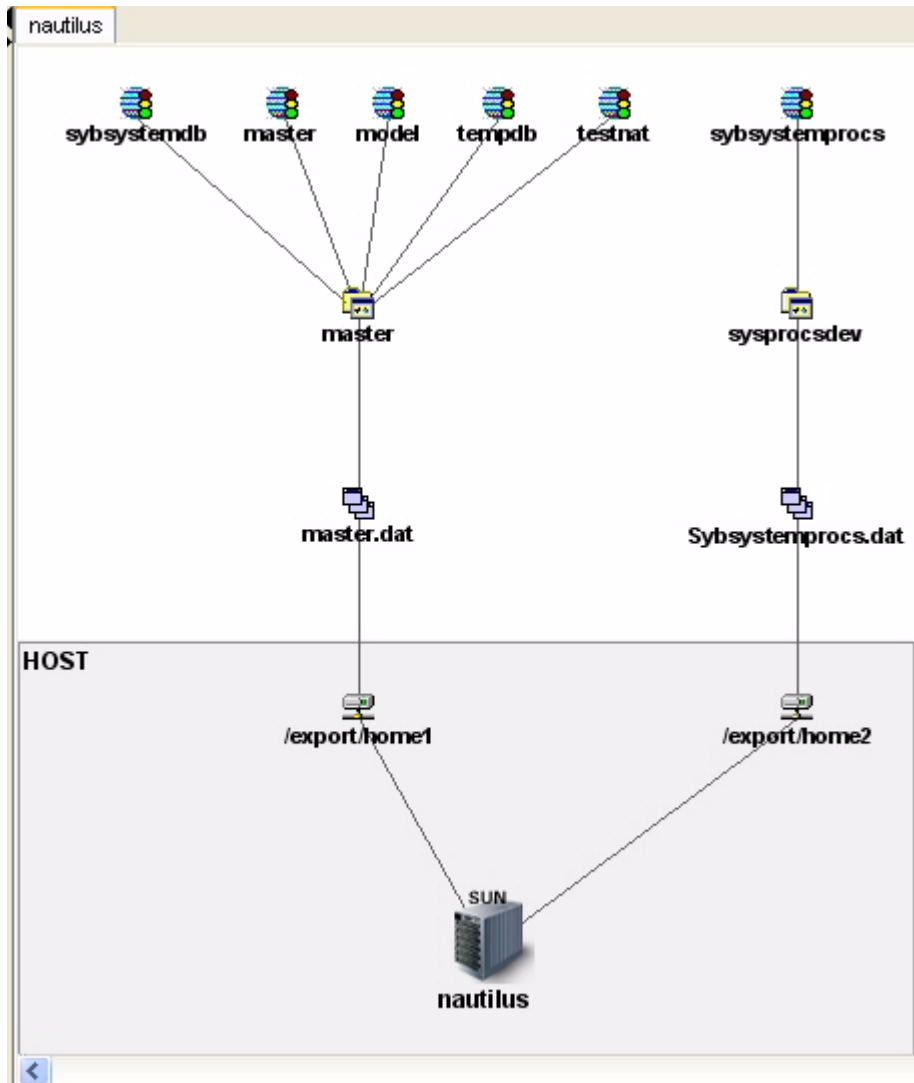 nautilus
sybsystemdb master model tempdb testnat sybsystemprocs
master sysprocsdev
master.dat Sybsystemprocs.dat
HOST
/export/home1 /export/home2
SUN
nautilus